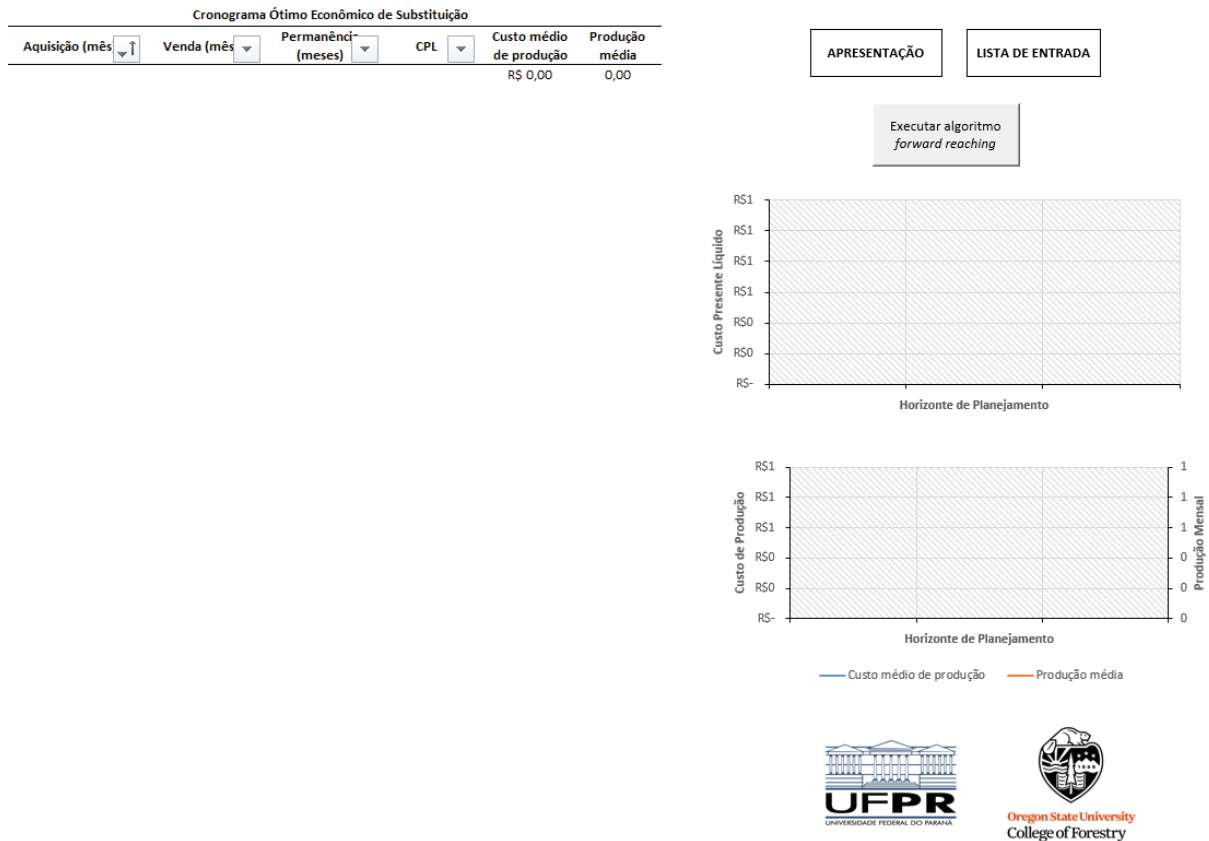 Cronograma Ótimo Econômico de Substituição
Aquisição (mês
Venda (mês
Permanência
(meses)
CPL
Custo médio
de produção
Produção
média
R$ 0,00
0,00
APRESENTAÇÃO
LISTA DE ENTRADA
Executar algoritmo
forward reaching
Custo Presente Líquido
R$1
R$1
R$1
R$1
R$0
R$0
R$-
Horizonte de Planejamento
Custo de Produção
R$1
R$1
R$1
R$0
R$0
R$-
1
1
1
0
0
0
Produção Mensal
Horizonte de Planejamento
Custo médio de produção
Produção média
UFPR
UNIVERSIDADE FEDERAL DO PARANÁ
Oregon State University
College of Forestry